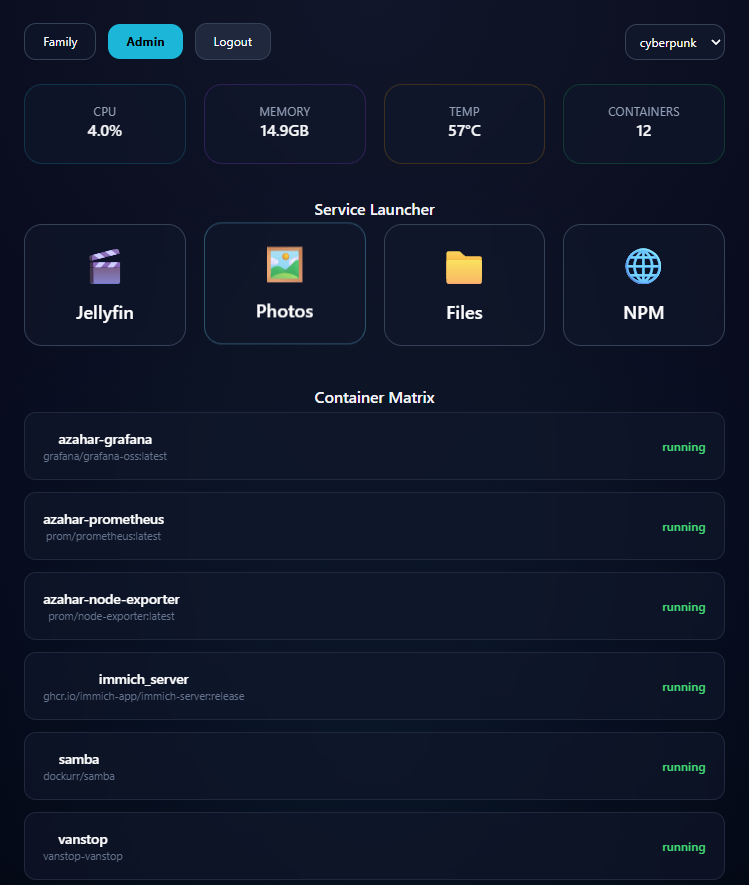 Family
Admin
Logout
cyberpunk
CPU
4.0%
MEMORY
14.9GB
TEMP
57°C
CONTAINERS
12
Service Launcher
Jellyfin
Photos
Files
NPM
Container Matrix
azahar-grafana
grafana/grafana-oss:latest
running
azahar-prometheus
prom/prometheus:latest
running
azahar-node-exporter
prom/node-exporter:latest
running
immich_server
ghcr.io/immich-app/immich-server:release
running
samba
dockurr/samba
running
vanstop
vanstop-vanstop
running